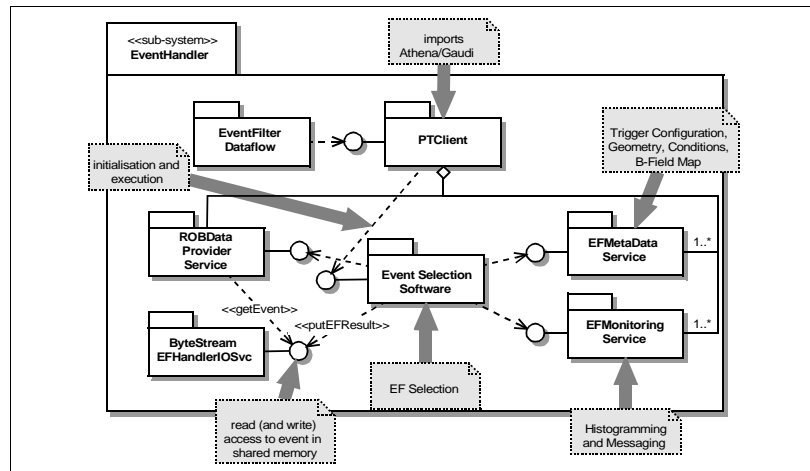 <<sub-system>>
EventHandler
imports
Athena/Gaudi
EventFilter
Dataflow
PTClient
Trigger Configuration,
Geometry, Conditions,
B-Field Map
initialisation and
execution
ROBData
Provider
Service
Event Selection
Software
EFMetaData
Service
1..*
<<getEvent>>
<<putEFResult>>
ByteStream
EFHandlerIOSvc
EFMonitoring
Service
1..*
EF Selection
read (and write)
access to event in
shared memory
Histogramming
and Messaging